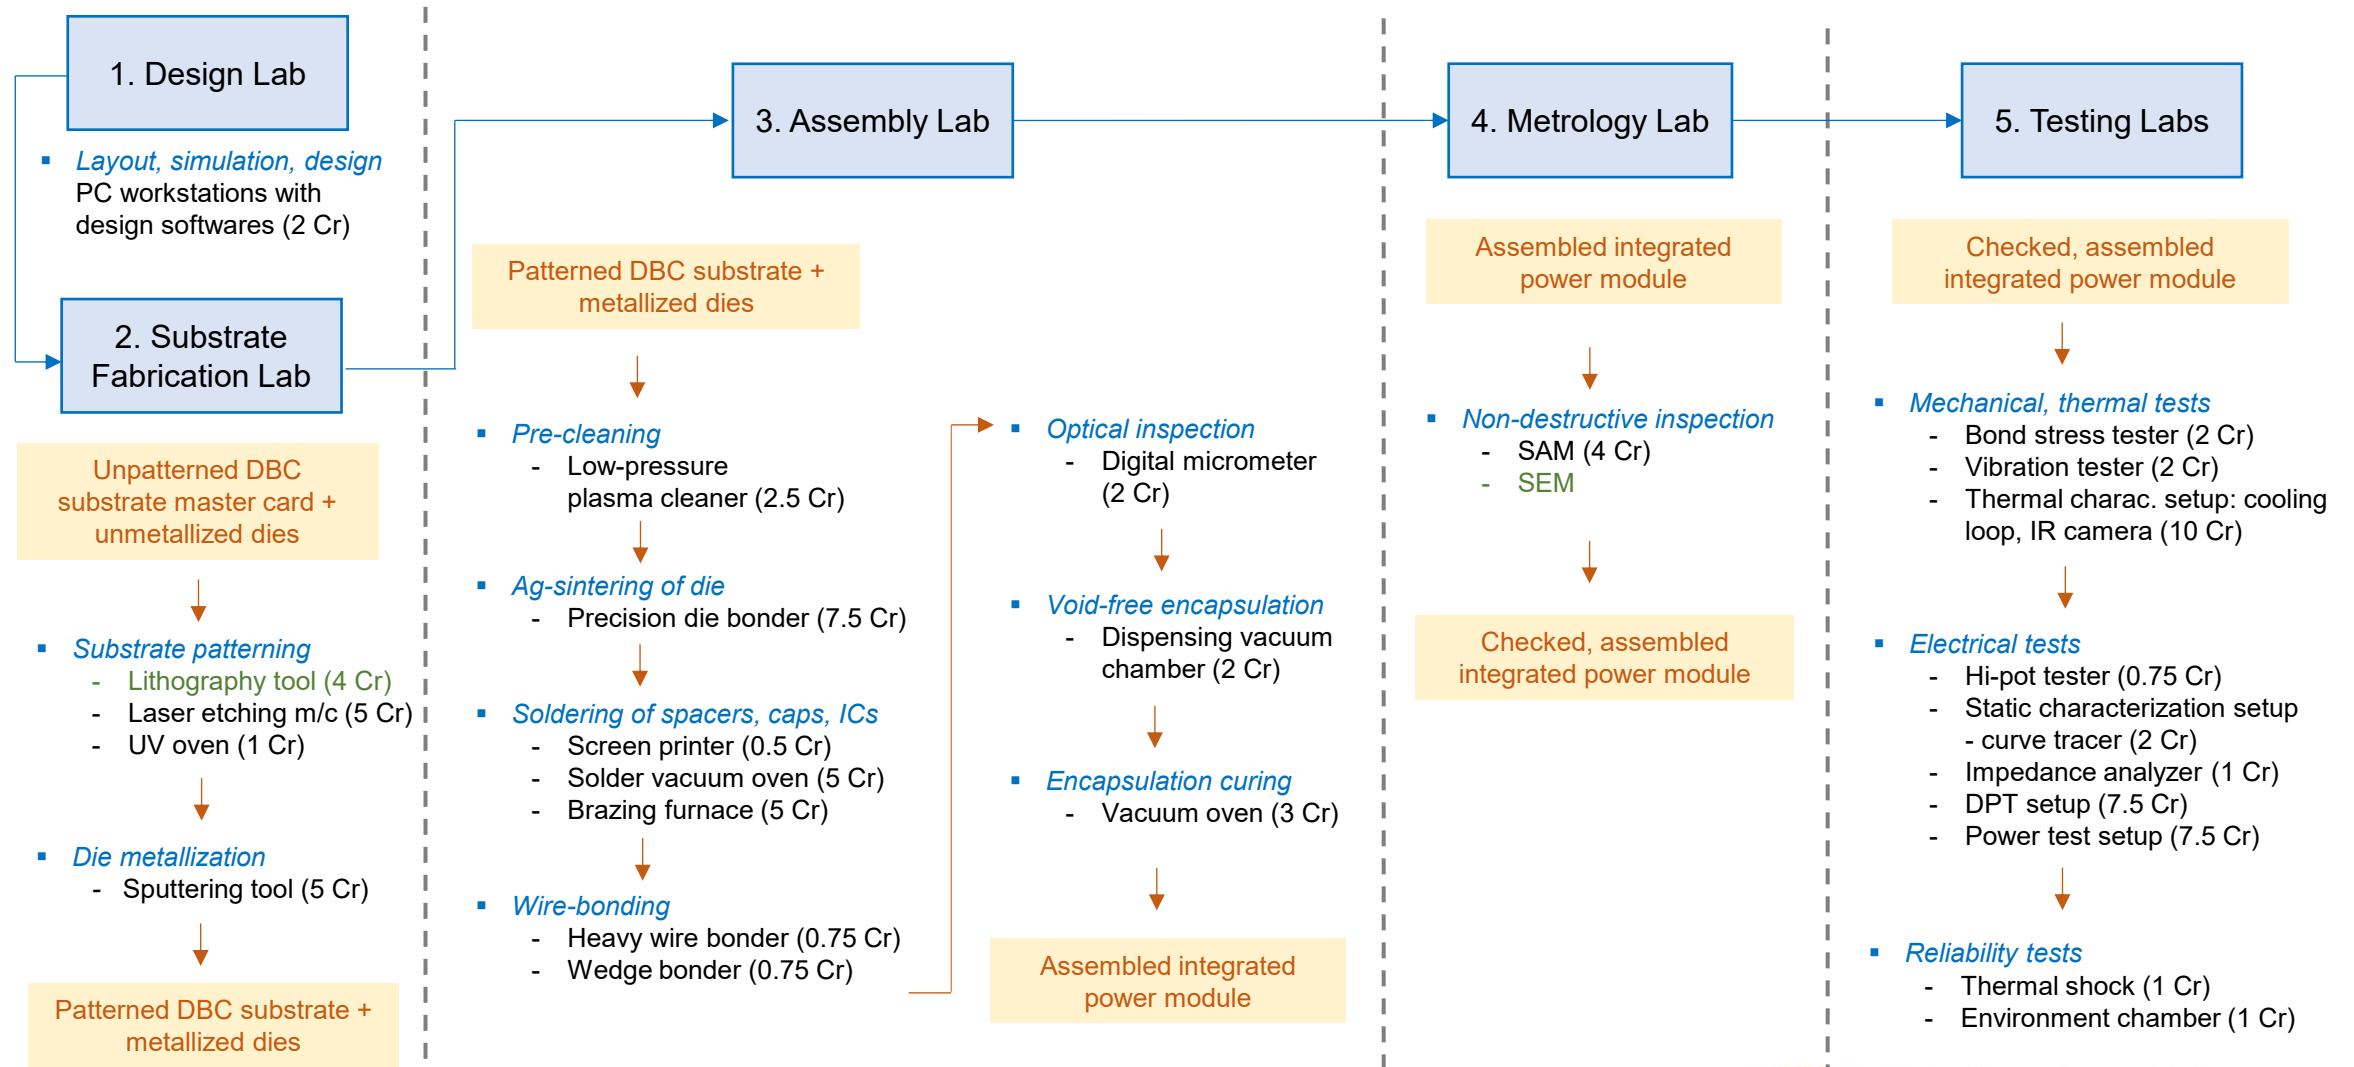 1. Design Lab
▪ Layout, simulation, design
PC workstations with
design softwares (2 Cr)
2. Substrate
Fabrication Lab
Unpatterned DBC
substrate master card +
unmetallized dies
▪ Substrate patterning
- Lithography tool (4 Cr)
- Laser etching m/c (5 Cr)
- UV oven (1 Cr)
▪ Die metallization
- Sputtering tool (5 Cr)
Patterned DBC substrate +
metallized dies
3. Assembly Lab
Patterned DBC substrate +
metallized dies
▪ Pre-cleaning
- Low-pressure
plasma cleaner (2.5 Cr)
▪ Ag-sintering of die
- Precision die bonder (7.5 Cr)
▪ Soldering of spacers, caps, ICs
- Screen printer (0.5 Cr)
- Solder vacuum oven (5 Cr)
- Brazing furnace (5 Cr)
▪ Wire-bonding
- Heavy wire bonder (0.75 Cr)
- Wedge bonder (0.75 Cr)
▪ Optical inspection
- Digital micrometer
(2 Cr)
▪ Void-free encapsulation
- Dispensing vacuum
chamber (2 Cr)
▪ Encapsulation curing
- Vacuum oven (3 Cr)
Assembled integrated
power module
4. Metrology Lab
Assembled integrated
power module
▪ Non-destructive inspection
- SAM (4 Cr)
- SEM
Checked, assembled
integrated power module
5. Testing Labs
Checked, assembled
integrated power module
▪ Mechanical, thermal tests
- Bond stress tester (2 Cr)
- Vibration tester (2 Cr)
- Thermal charac. setup: cooling
loop, IR camera (10 Cr)
▪ Electrical tests
- Hi-pot tester (0.75 Cr)
- Static characterization setup
- curve tracer (2 Cr)
- Impedance analyzer (1 Cr)
- DPT setup (7.5 Cr)
- Power test setup (7.5 Cr)
▪ Reliability tests
- Thermal shock (1 Cr)
- Environment chamber (1 Cr)